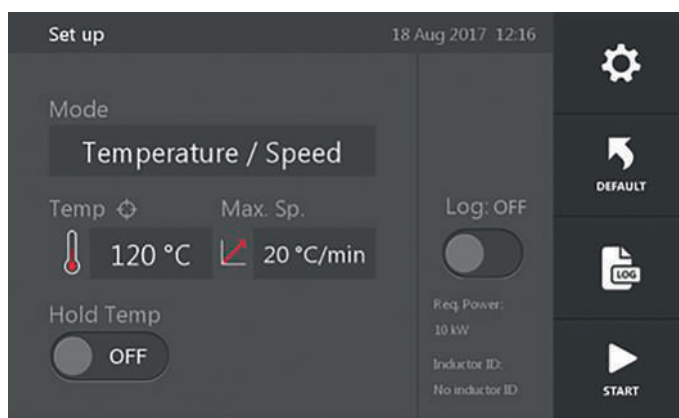 Set up
18 Aug 2017 12:16
Mode
Temperature / Speed
Temp
Max. Sp.
120 °C
20 °C/min
Hold Temp
OFF
Log: OFF
Req. Power:
10 kW
Inductor ID:
No inductor ID
DEFAULT
LOG
START